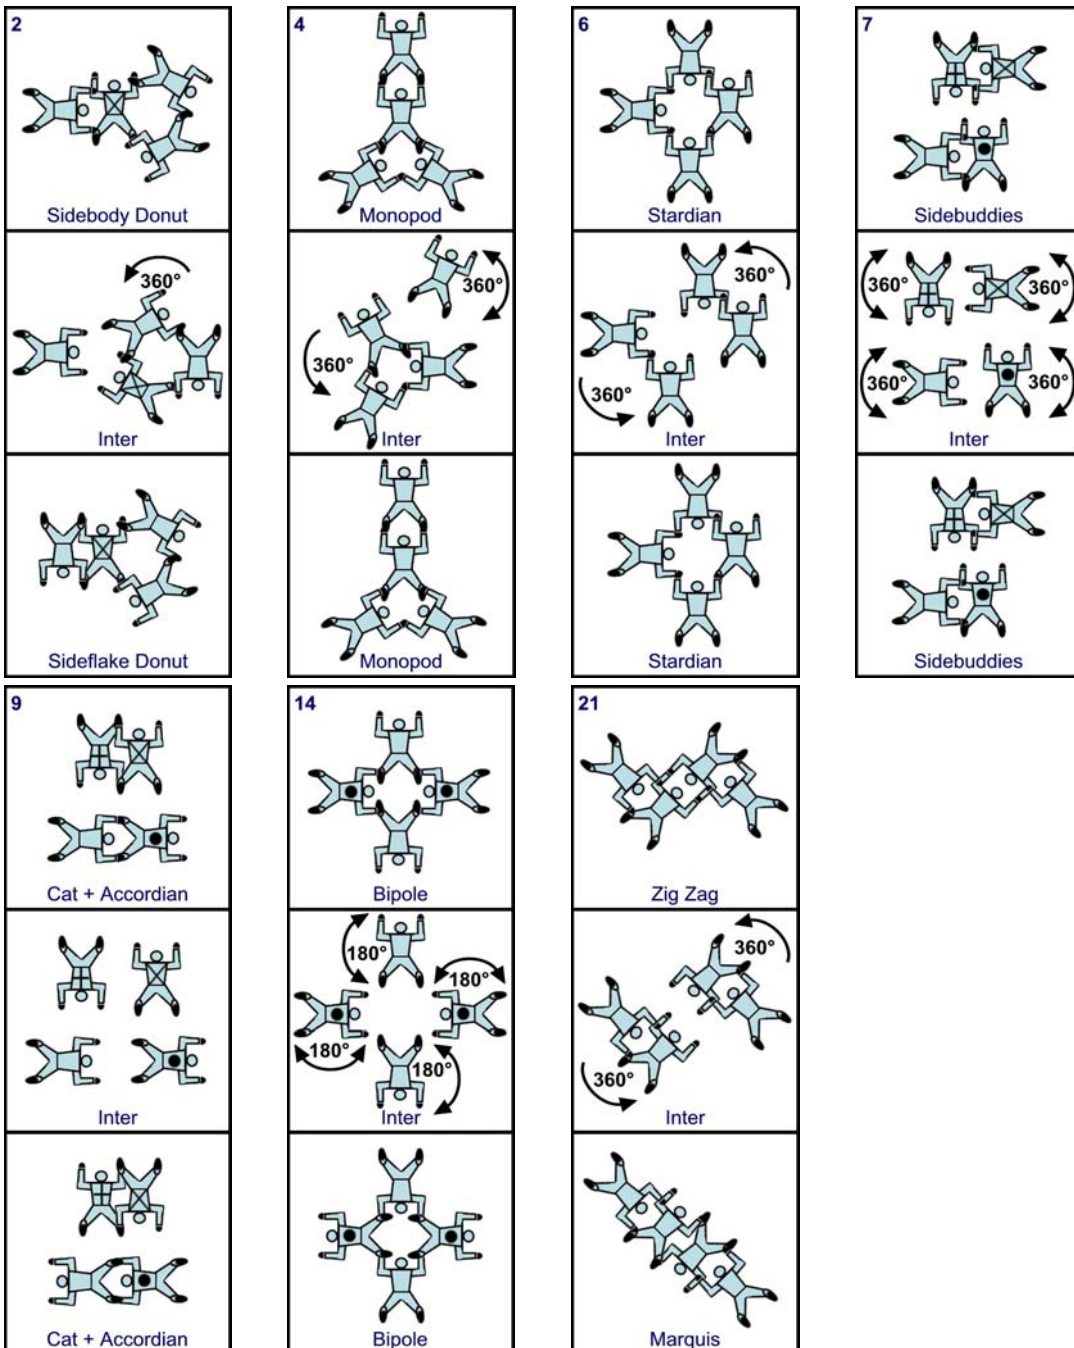 2
Sidebody Donut
360°
Inter
Sideflake Donut
4
Monopod
360°
360°
Inter
Monopod
6
Stardian
360°
360°
Inter
Stardian
7
Sidebuddies
360°
360°
360°
360°
Inter
Sidebuddies
9
Cat + Accordian
Inter
Cat + Accordian
14
Bipole
180°
180°
180°
180°
Inter
Bipole
21
Zig Zag
360°
360°
Inter
Marquis